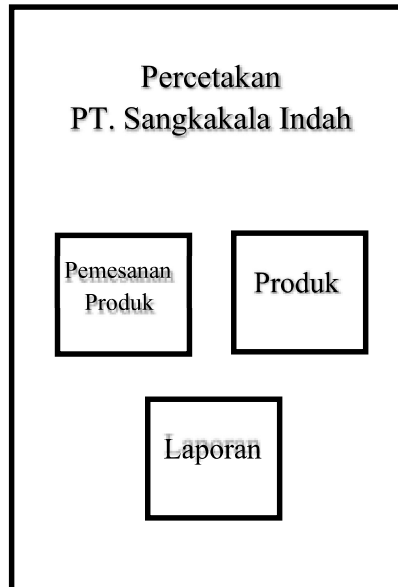 Percetakan
PT. Sangkakala Indah
Pemesanan
Produk
Produk
Laporan